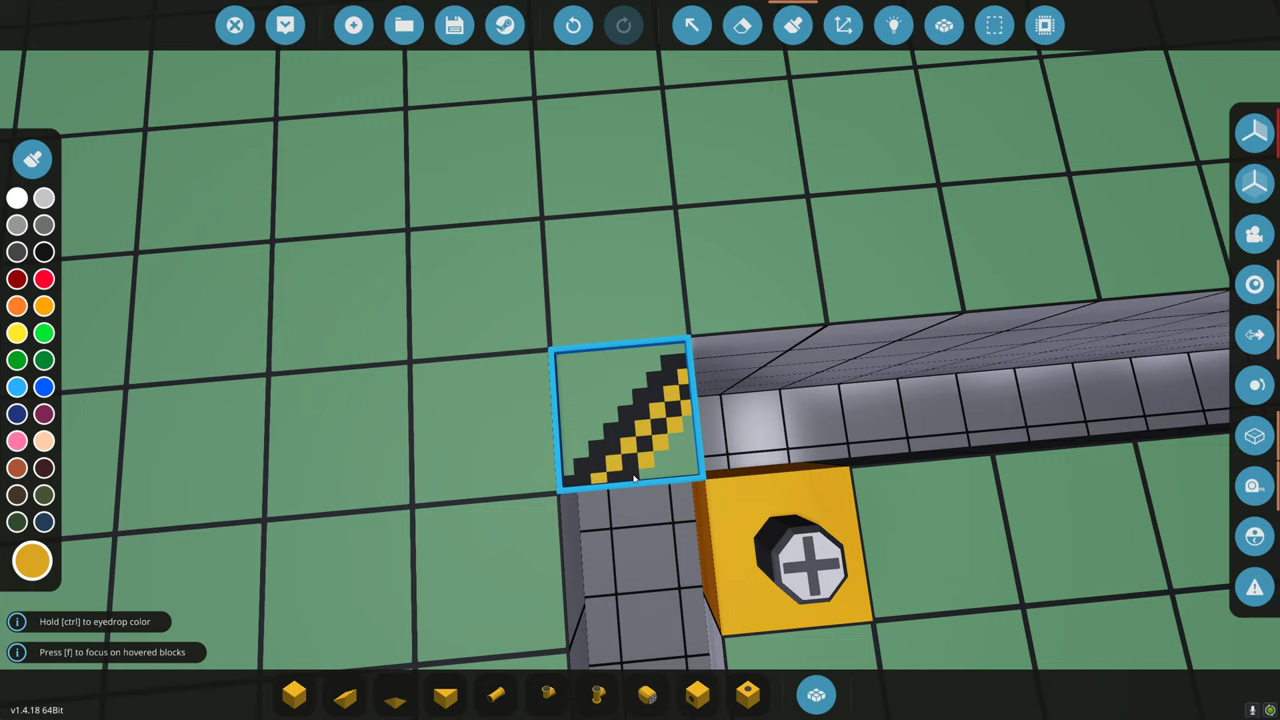 Hold [ctrl] to eyedrop color
Press [f] to focus on hovered blocks
v1.4.18 64Bit